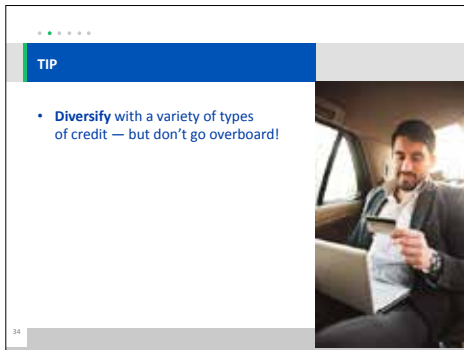 TIP
• Diversify with a variety of types
of credit — but don't go overboard!
34